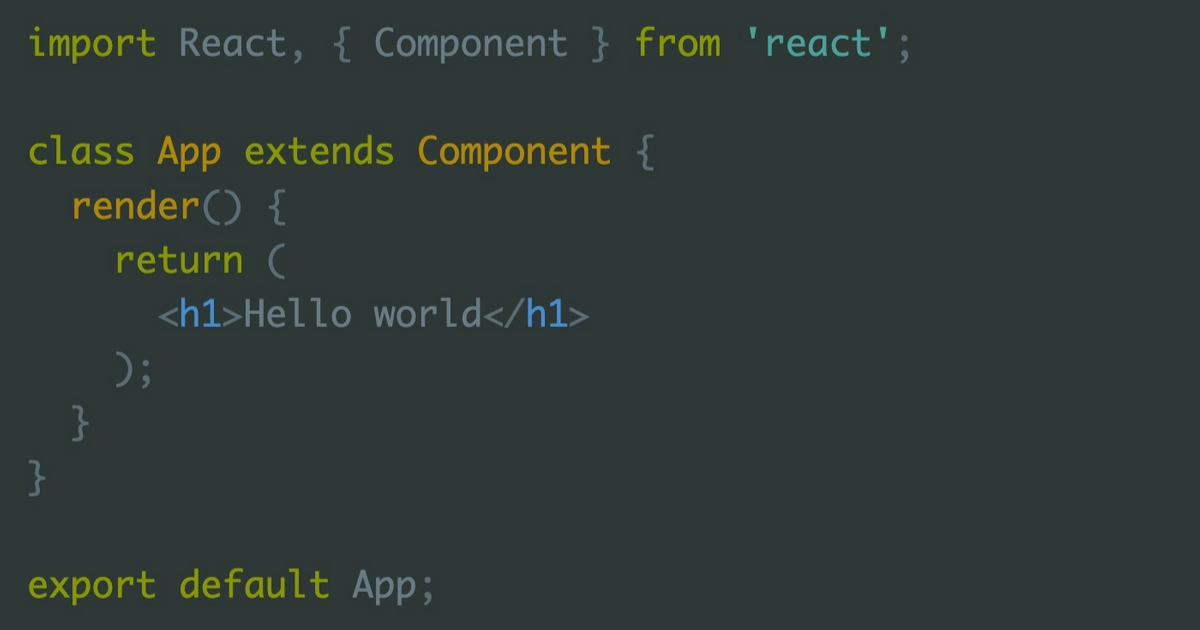 import React, { Component } from 'react';

class App extends Component {
  render() {
    return (
      <h1>Hello world</h1>
    );
  }
}

export default App;